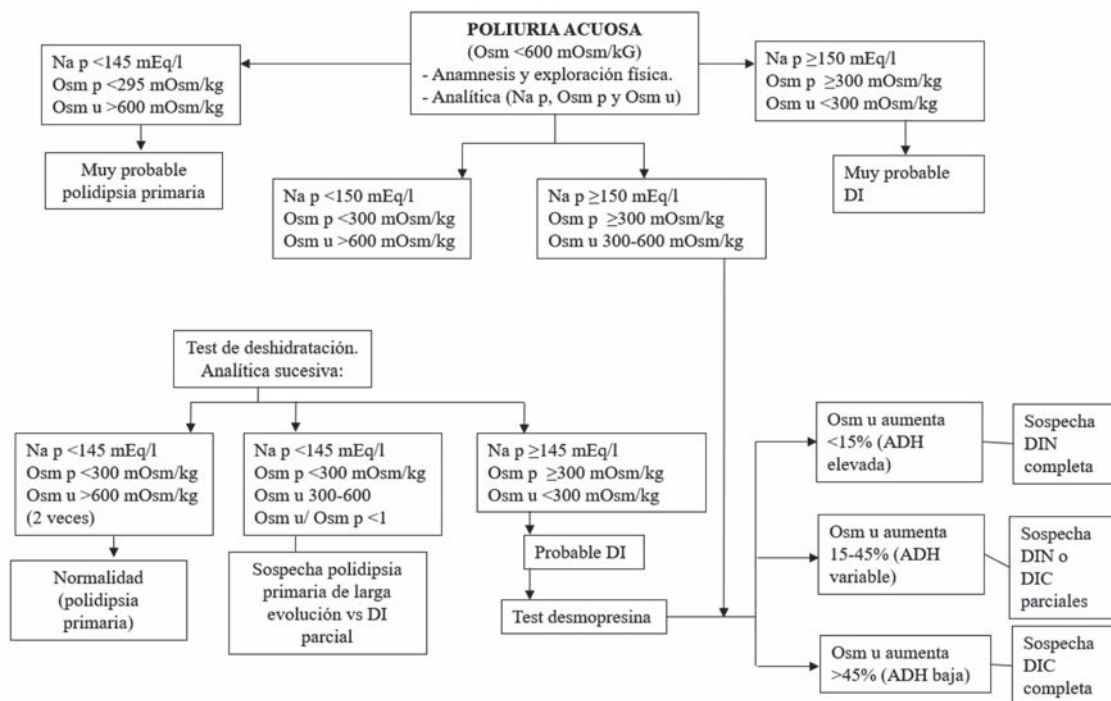 POLIURIA ACUOSA
(Osm <600 mOsm/kG)
- Anamnesis y exploración física.
- Analítica (Na p, Osm p y Osm u)
Na p <145 mEq/l
Osm p <295 mOsm/kg
Osm u >600 mOsm/kg
Muy probable
polidipsia primaria
Na p ≥150 mEq/l
Osm p ≥300 mOsm/kg
Osm u <300 mOsm/kg
Muy probable
DI
Na p <150 mEq/l
Osm p <300 mOsm/kg
Osm u >600 mOsm/kg
Na p ≥150 mEq/l
Osm p ≥300 mOsm/kg
Osm u 300-600 mOsm/kg
Test de deshidratación.
Analítica sucesiva:
Na p <145 mEq/l
Osm p <300 mOsm/kg
Osm u >600 mOsm/kg
(2 veces)
Normalidad
(polidipsia
primaria)
Na p <145 mEq/l
Osm p <300 mOsm/kg
Osm u 300-600
Osm u/ Osm p <1
Sospecha polidipsia
primaria de larga
evolución vs DI
parcial
Na p ≥145 mEq/l
Osm p ≥300 mOsm/kg
Osm u <300 mOsm/kg
Probable DI
Test desmopresina
Osm u aumenta
<15% (ADH
elevada)
Sospecha
DIN
completa
Osm u aumenta
15-45% (ADH
variable)
Sospecha
DIN o
DIC
parciales
Osm u aumenta
>45% (ADH baja)
Sospecha
DIC
completa